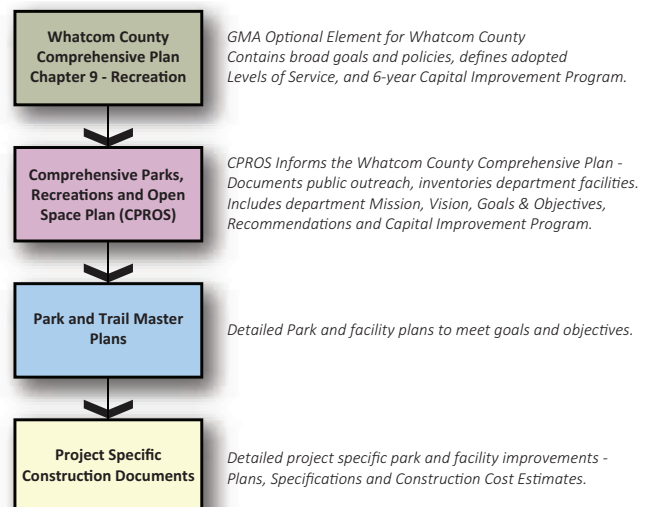 Whatcom County
Comprehensive Plan
Chapter 9 - Recreation
GMA Optional Element for Whatcom County
Contains broad goals and policies, defines adopted
Levels of Service, and 6-year Capital Improvement Program.
Comprehensive Parks,
Recreations and Open
Space Plan (CPROS)
CPROS Informs the Whatcom County Comprehensive Plan -
Documents public outreach, inventories department facilities.
Includes department Mission, Vision, Goals & Objectives,
Recommendations and Capital Improvement Program.
Park and Trail Master
Plans
Detailed Park and facility plans to meet goals and objectives.
Project Specific
Construction Documents
Detailed project specific park and facility improvements -
Plans, Specifications and Construction Cost Estimates.